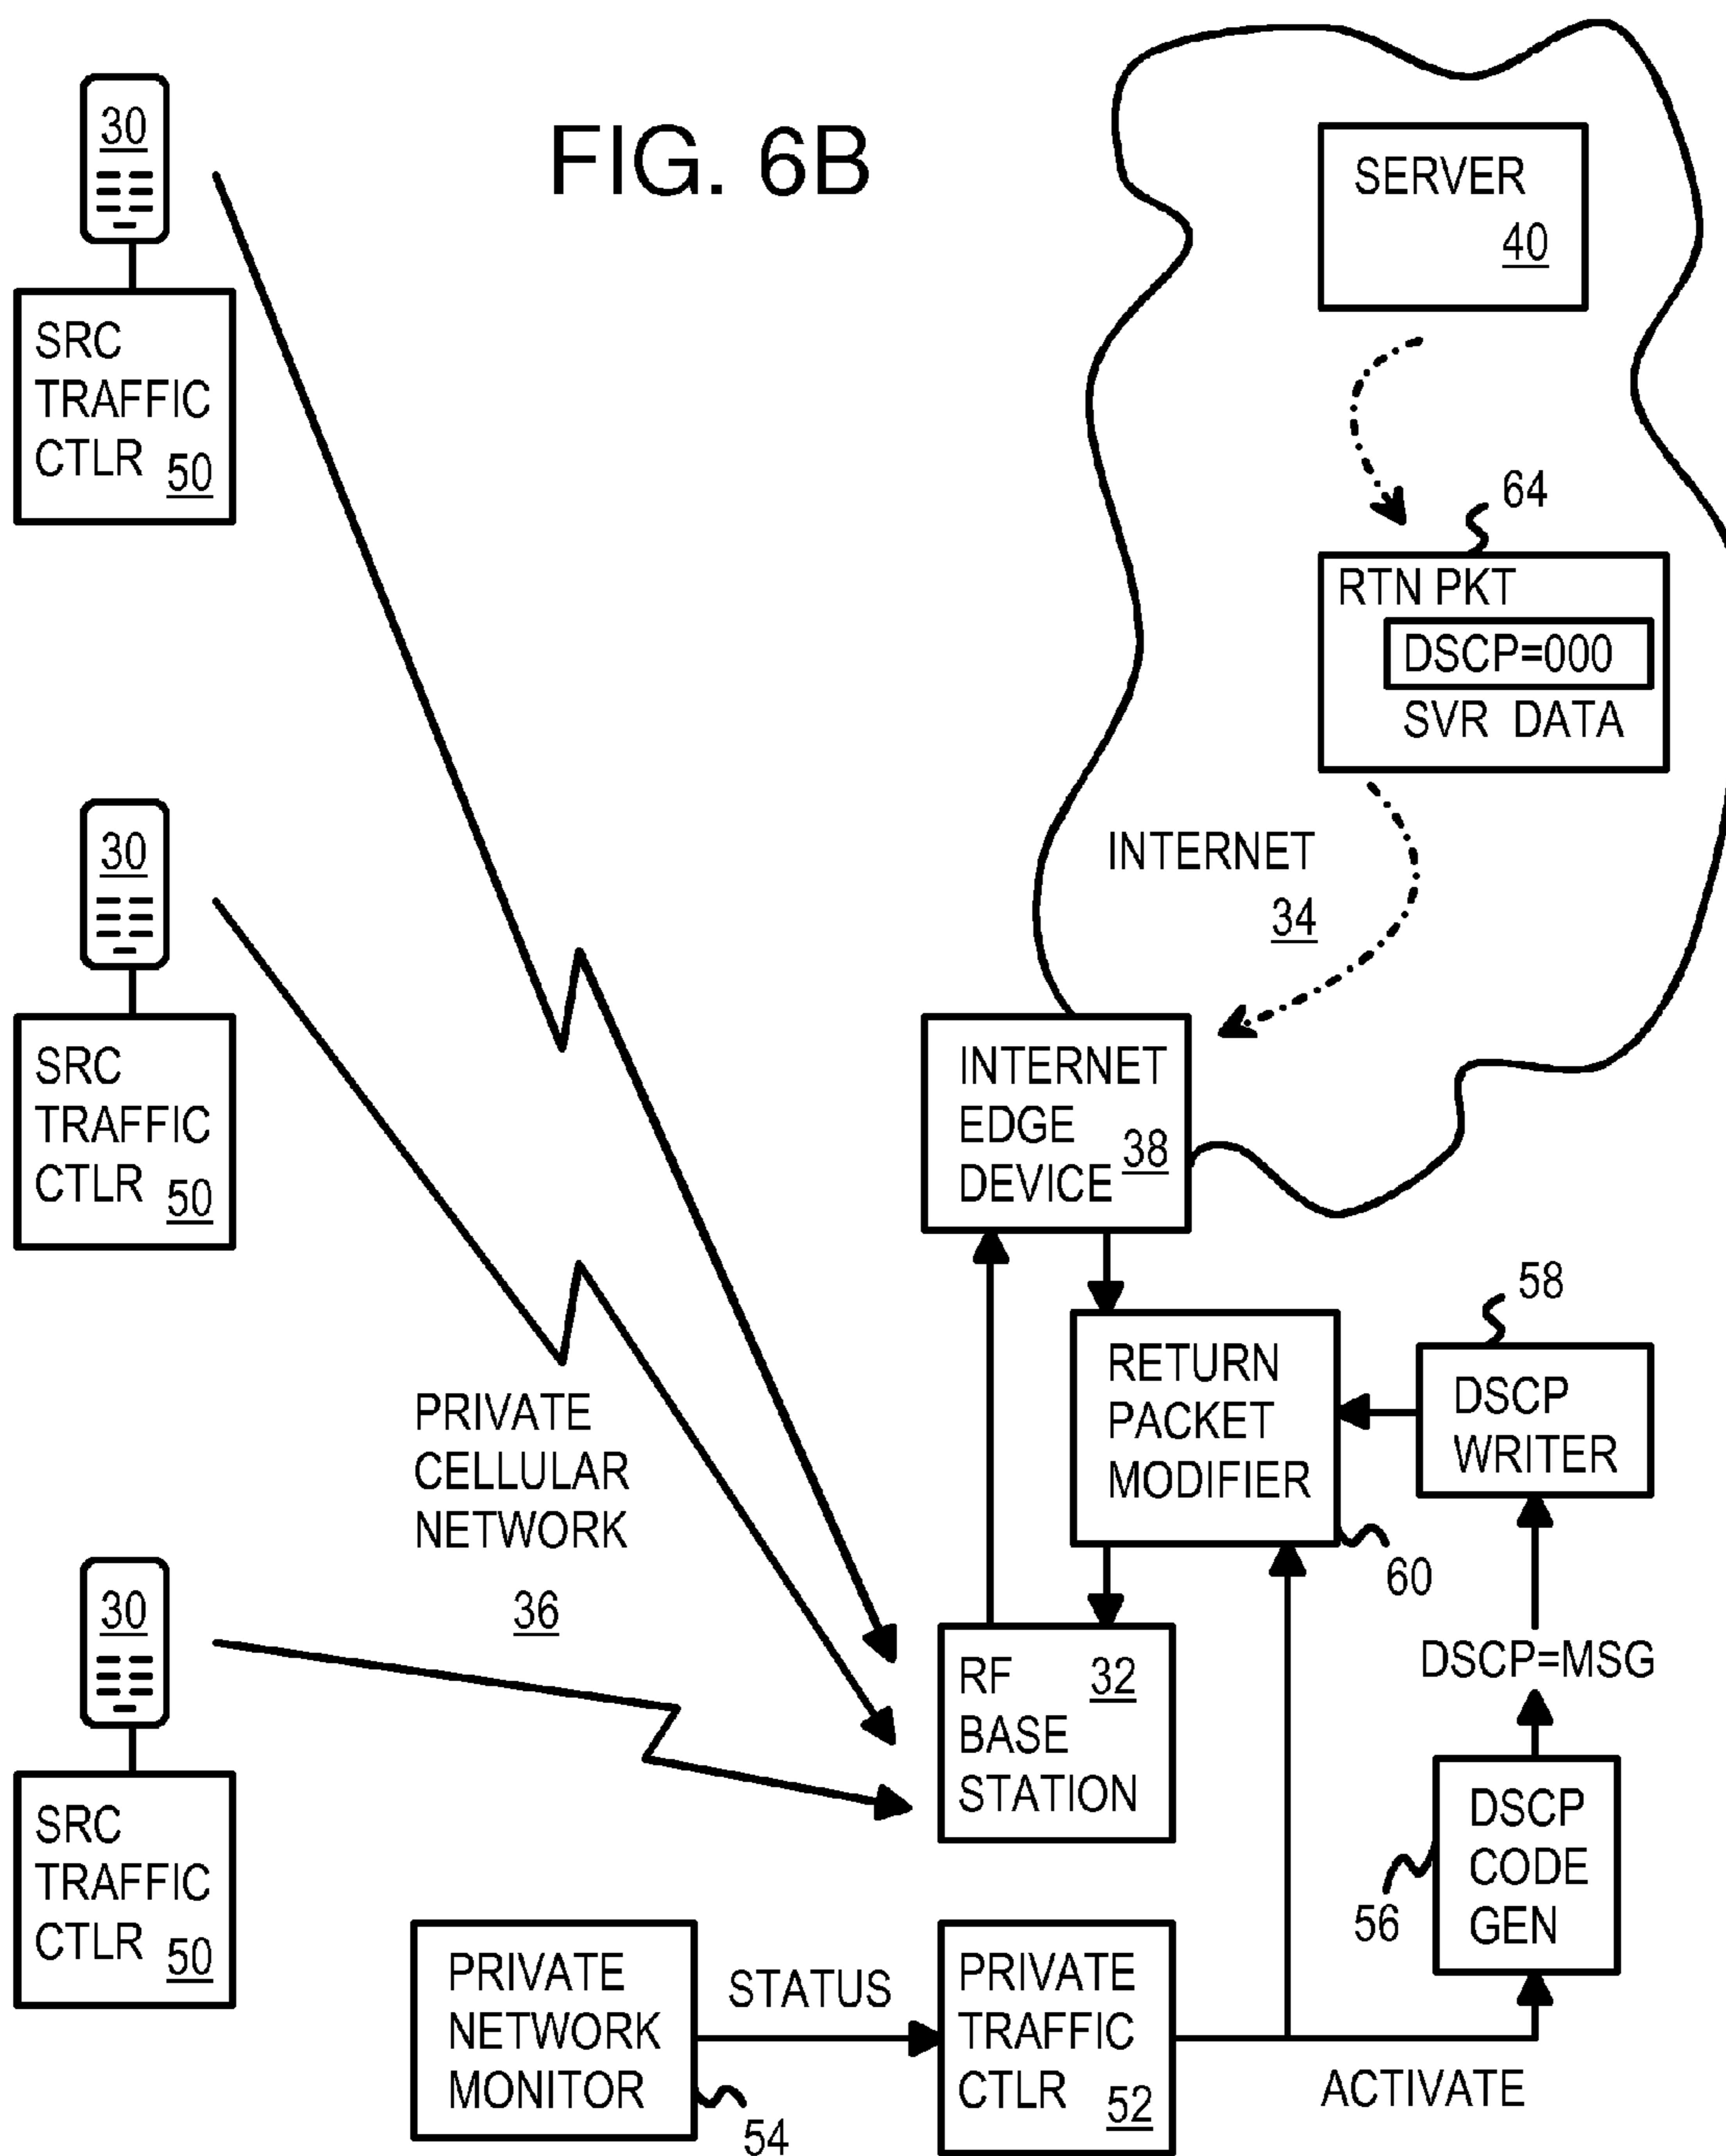 FIG. 6B
30
SRC
TRAFFIC
CTLR 50
SERVER
40
64
RTN PKT
DSCP=000
SVR DATA
INTERNET
34
30
SRC
TRAFFIC
CTLR 50
INTERNET
EDGE
DEVICE 38
58
RETURN
PACKET
MODIFIER
60
DSCP
WRITER
PRIVATE
CELLULAR
NETWORK
36
30
SRC
TRAFFIC
CTLR 50
RF 32
BASE
STATION
DSCP=MSG
DSCP
CODE
GEN
56
PRIVATE
NETWORK
MONITOR
54
STATUS
PRIVATE
TRAFFIC
CTLR 52
ACTIVATE